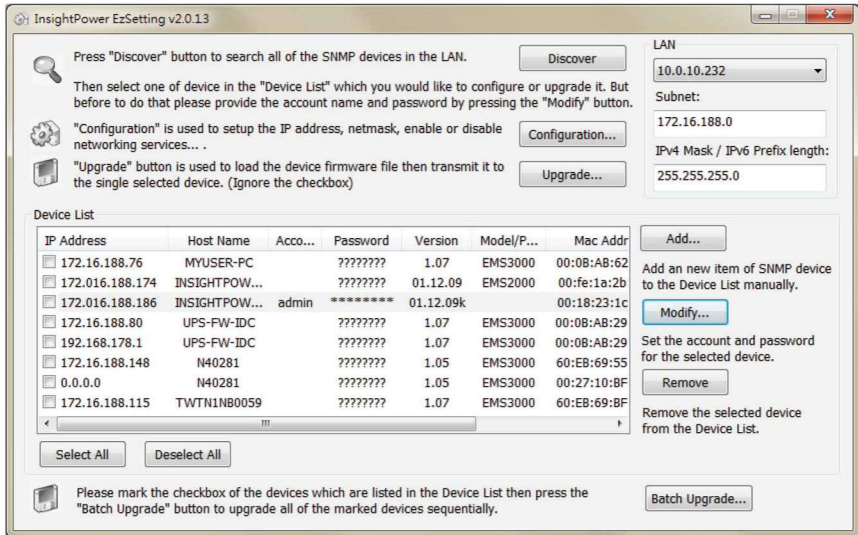 InsightPower EzSetting v2.0.13
Press "Discover" button to search all of the SNMP devices in the LAN.
Discover
Then select one of device in the "Device List" which you would like to configure or upgrade it. But
before to do that please provide the account name and password by pressing the "Modify" button.
"Configuration" is used to setup the IP address, netmask, enable or disable
networking services... .
Configuration...
"Upgrade" button is used to load the device firmware file then transmit it to
the single selected device. (Ignore the checkbox)
Upgrade...
LAN
10.0.10.232
Subnet:
172.16.188.0
IPv4 Mask / IPv6 Prefix length:
255.255.255.0
Device List
IP Address Host Name Acco... Password Version Model/P... Mac Addr
172.16.188.76 MYUSER-PC ???????? 1.07 EMS3000 00:0B:AB:62
172.016.188.174 INSIGHTPOW... ???????? 01.12.09 EMS2000 00:fe:1a:2b
172.016.188.186 INSIGHTPOW... admin ******** 01.12.09k 00:18:23:1c
172.16.188.80 UPS-FW-IDC ???????? 1.07 EMS3000 00:0B:AB:29
192.168.178.1 UPS-FW-IDC ???????? 1.07 EMS3000 00:0B:AB:29
172.16.188.148 N40281 ???????? 1.05 EMS3000 60:EB:69:55
0.0.0.0 N40281 ???????? 1.05 EMS3000 00:27:10:BF
172.16.188.115 TWTN1NB0059 ???????? 1.07 EMS3000 60:EB:69:BF
Add...
Add an new item of SNMP device
to the Device List manually.
Modify...
Set the account and password
for the selected device.
Remove
Remove the selected device
from the Device List.
Select All
Deselect All
Please mark the checkbox of the devices which are listed in the Device List then press the
"Batch Upgrade" button to upgrade all of the marked devices sequentially.
Batch Upgrade...